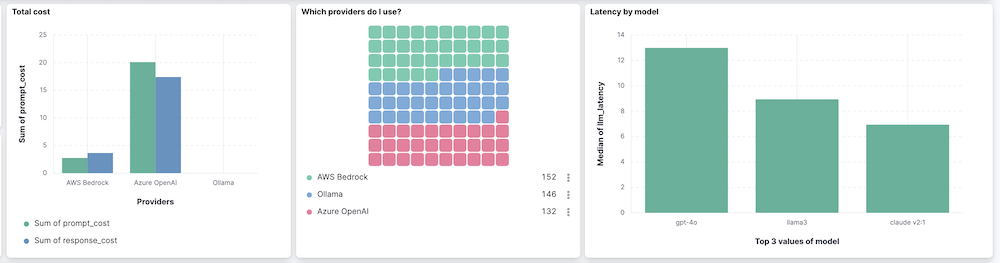 Total cost
25
20
15
10
5
0
Sum of prompt_cost
AWS Bedrock
Azure OpenAI
Ollama
Providers
Sum of prompt_cost
Sum of response_cost
Which providers do I use?
AWS Bedrock 152
Ollama 146
Azure OpenAI 132
Latency by model
14
12
10
8
6
4
2
0
Median of llm_latency
gpt-4o
llama3
claude v2:1
Top 3 values of model